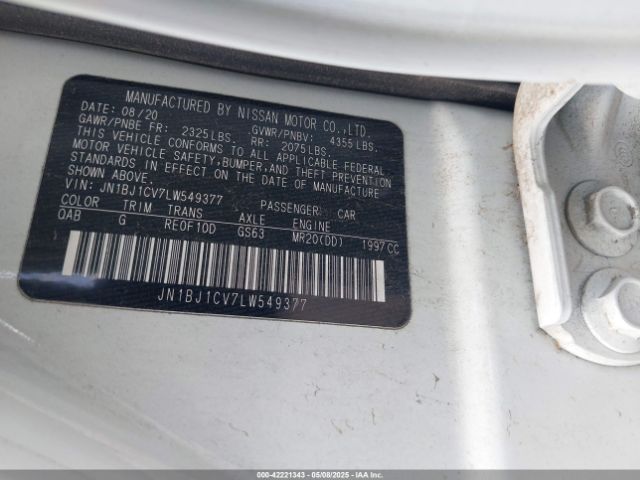 MANUFACTURED BY NISSAN MOTOR CO.,LTD.
DATE: 08/20 GVWR/PNBV: 4355LBS.
GAWR/PNBE FR: 2325LBS. RR: 2075LBS.
THIS VEHICLE CONFORMS TO ALL APPLICABLE FEDERAL
MOTOR VEHICLE SAFETY,BUMPER,AND THEFT PREVENTION
STANDARDS IN EFFECT ON THE DATE OF MANUFACTURE
SHOWN ABOVE.
VIN: JN1BJ1CV7LW549377 PASSENGER CAR
COLOR TRIM TRANS AXLE ENGINE
QAB G RE0F10D GS63 MR20(DD) 1997CC
JN1BJ1CV7LW549377
000-42221343 05/08/2025 IAAI.COM